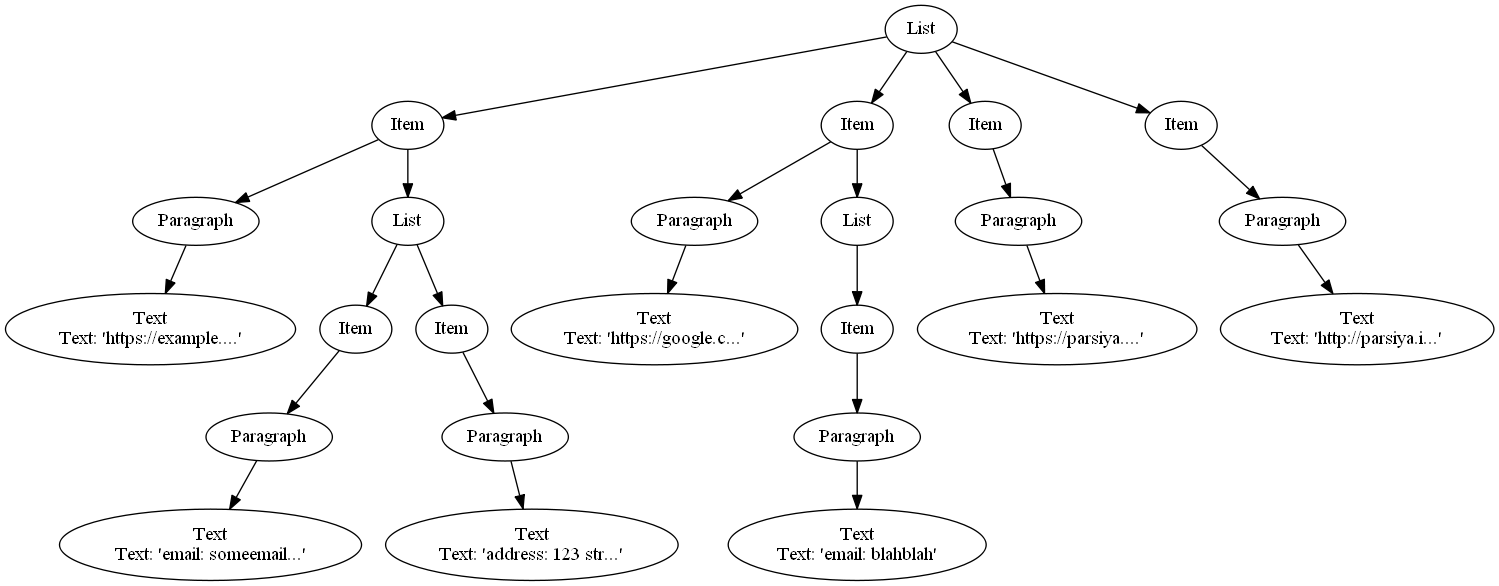 List
Item
Item
Item
Item
Paragraph
List
Paragraph
List
Paragraph
Paragraph
Text
Text: 'https://example....'
Item
Item
Text
Text: 'https://google.c...'
Item
Text
Text: 'https://parsiya....'
Text
Text: 'http://parsiya.i...'
Paragraph
Paragraph
Paragraph
Text
Text: 'email: someemail...'
Text
Text: 'address: 123 str...'
Text
Text: 'email: blahblah'